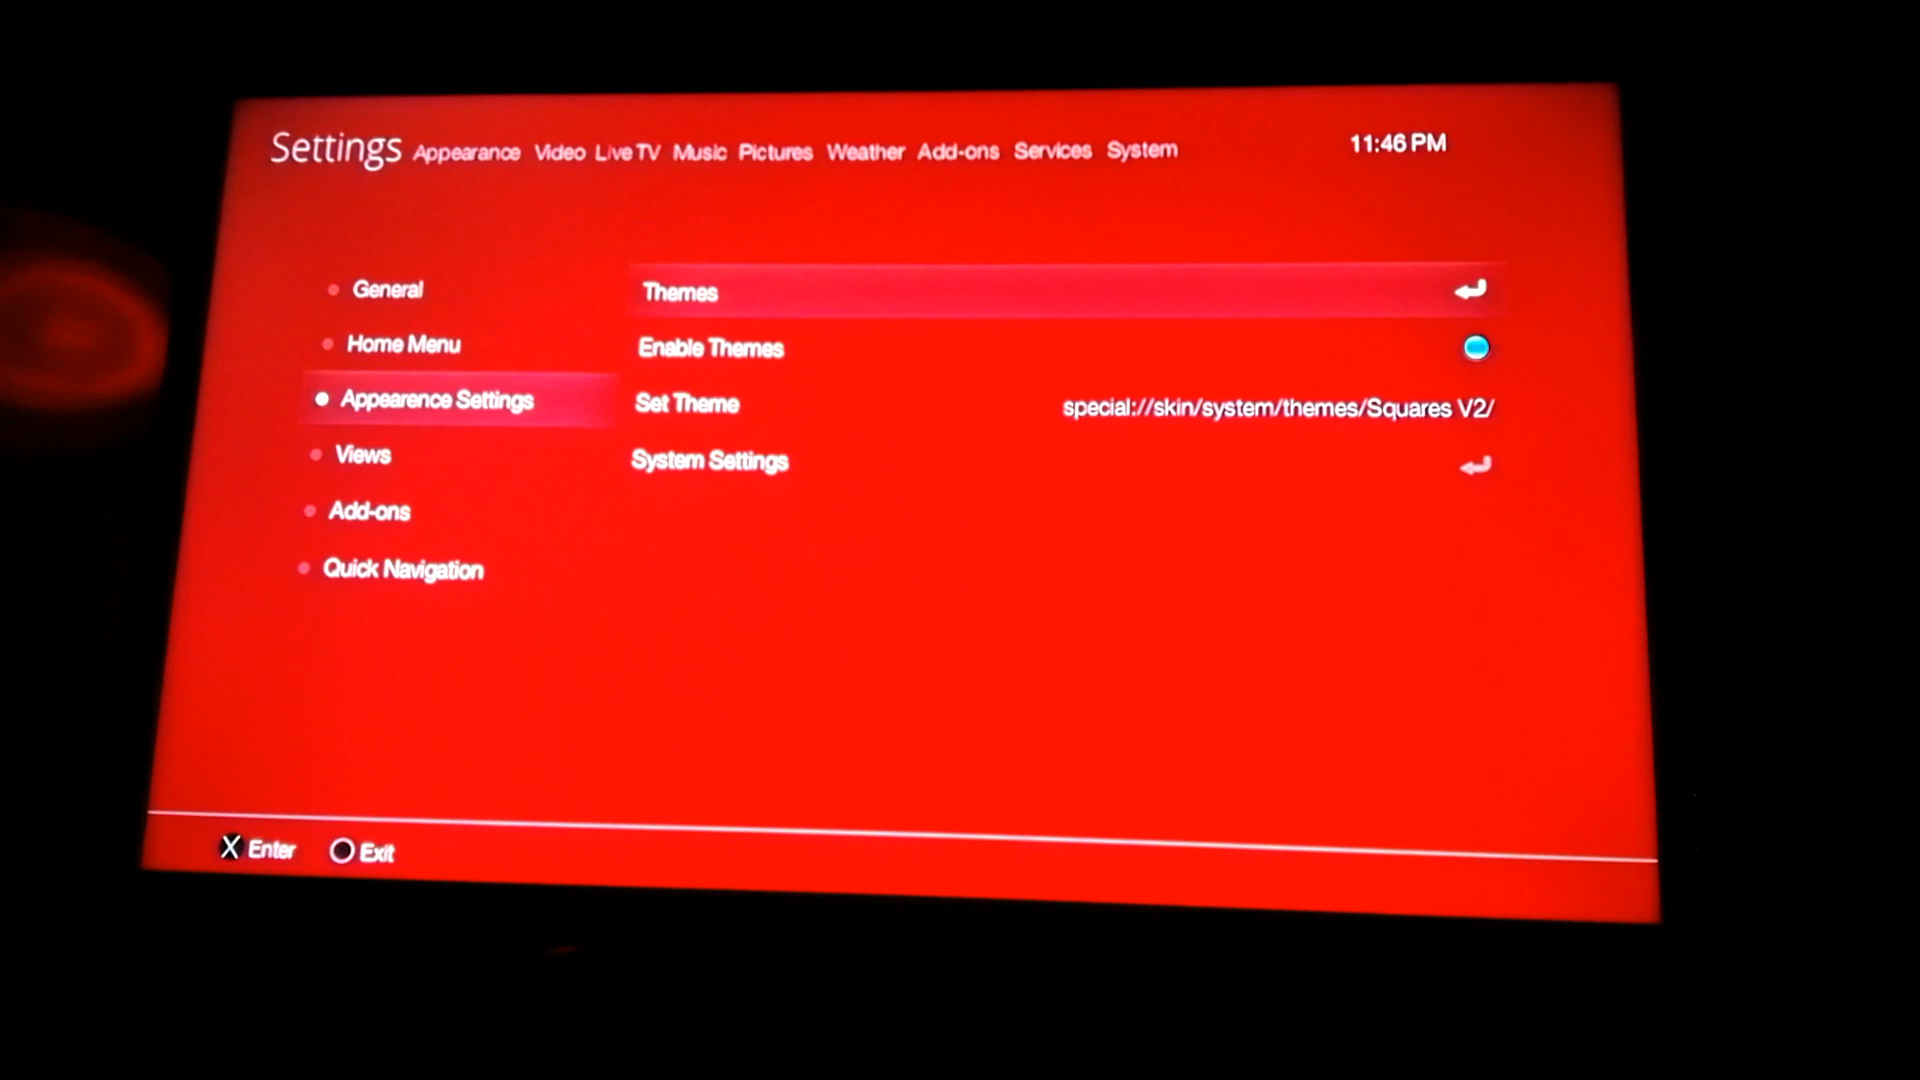 Settings Appearance Video Live TV Music Pictures Weather Add-ons Services System 11:46 PM
General
Home Menu
Appearence Settings
Views
Add-ons
Quick Navigation
Themes
Enable Themes
Set Theme special://skin/system/themes/Squares V2/
System Settings
X Enter O Exit